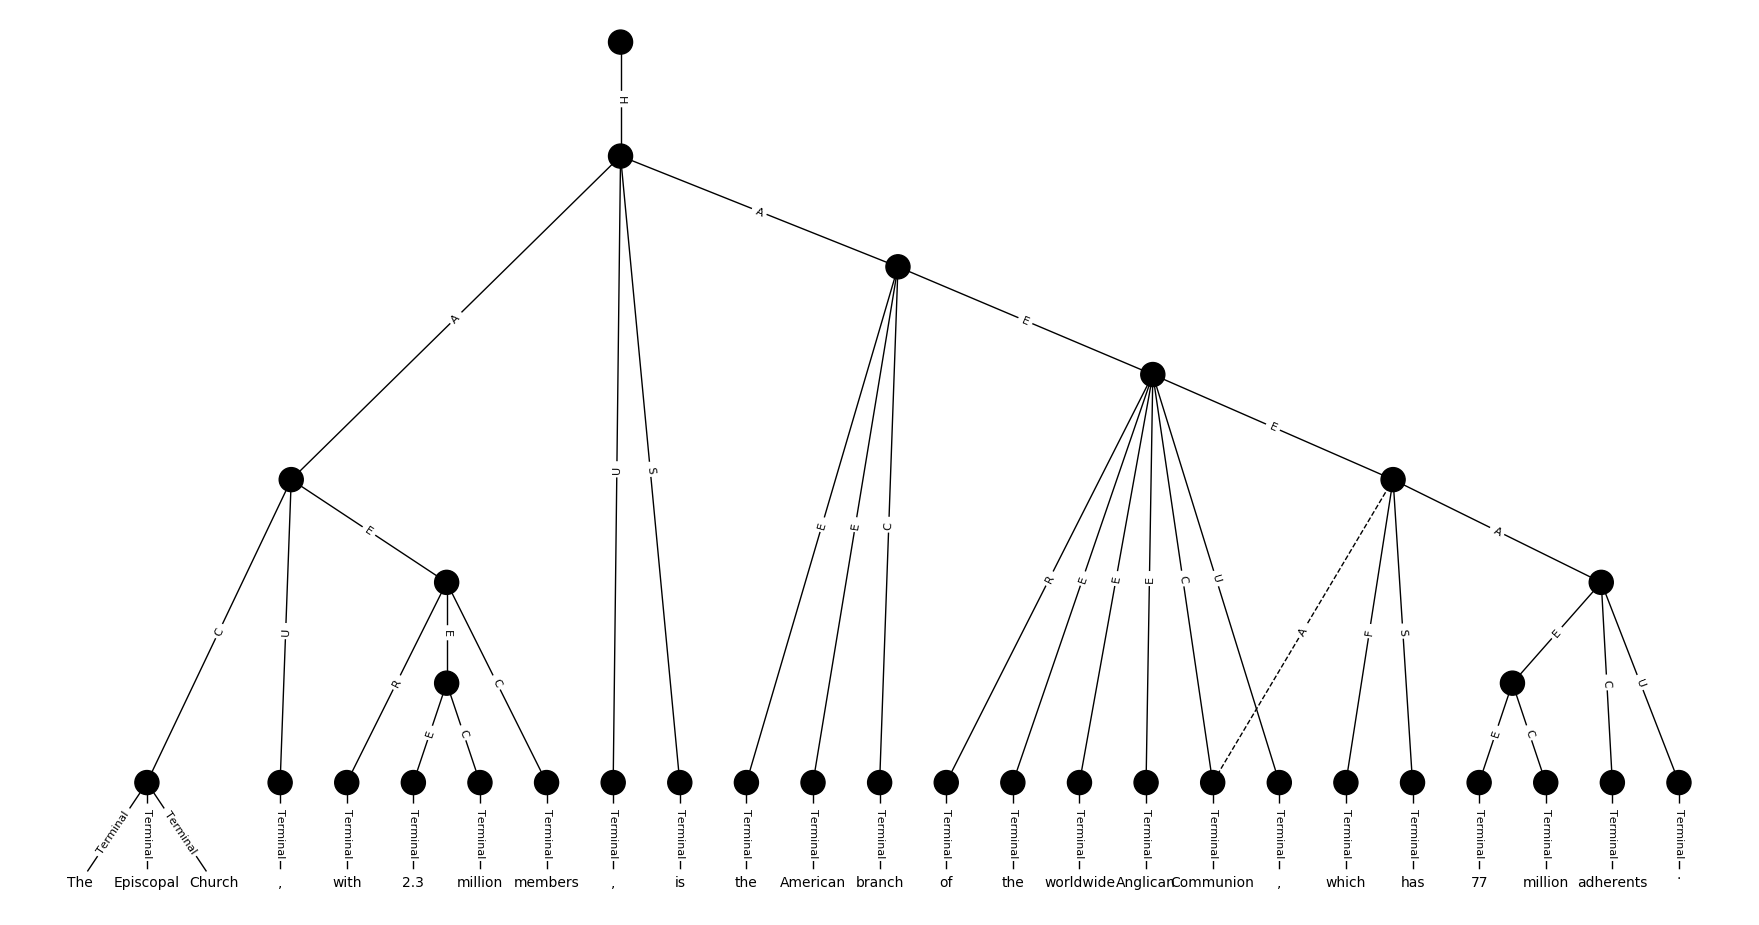 H
A
A
E
E
E
A
U
S
E
E
C
C
U
R
E
E
E
C
U
A
F
S
E
R
E
C
E
C
U
E
C
E
C
Terminal Terminal Terminal Terminal Terminal Terminal Terminal Terminal Terminal Terminal Terminal Terminal Terminal Terminal Terminal Terminal Terminal Terminal Terminal Terminal Terminal Terminal Terminal Terminal Terminal
The Episcopal Church , with 2.3 million members , is the American branch of the worldwide Anglican Communion , which has 77 million adherents .